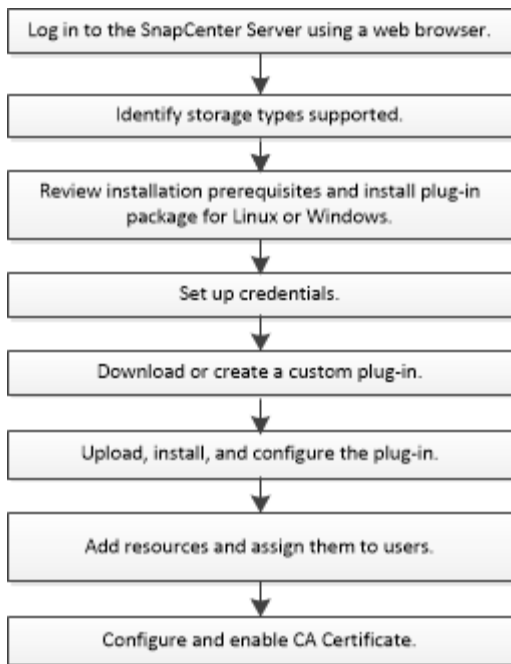 Log in to the SnapCenter Server using a web browser.
Identify storage types supported.
Review installation prerequisites and install plug-in
package for Linux or Windows.
Set up credentials.
Download or create a custom plug-in.
Upload, install, and configure the plug-in.
Add resources and assign them to users.
Configure and enable CA Certificate.